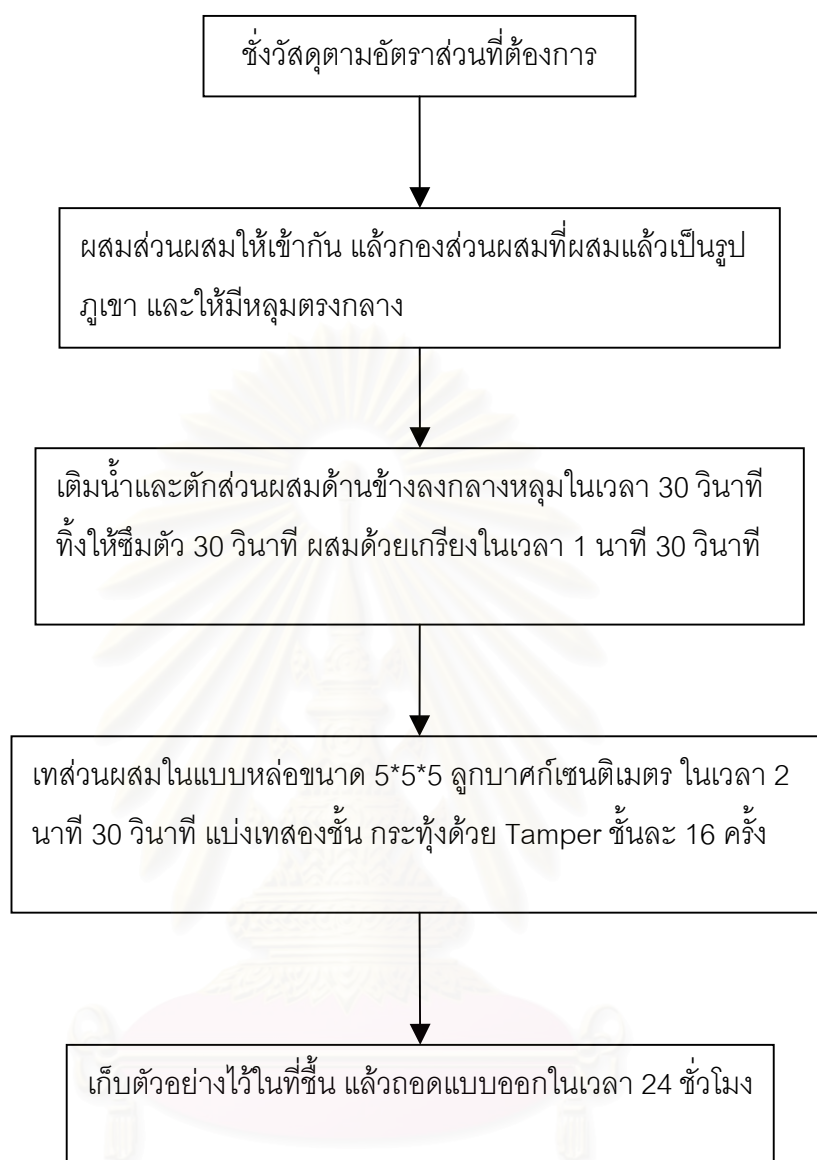 ชั่งวัสดุตามอัตราส่วนที่ต้องการ
ผสมส่วนผสมให้เข้ากัน แล้วกองส่วนผสมที่ผสมแล้วเป็นรูป
ภูเขา และให้มีหลุมตรงกลาง
เติมน้ำและตักส่วนผสมด้านข้างลงกลางหลุมในเวลา 30 วินาที
ทิ้งให้ซึมตัว 30 วินาที ผสมด้วยเกรียงในเวลา 1 นาที 30 วินาที
เทส่วนผสมในแบบหล่อขนาด 5*5*5 ลูกบาศก์เซนติเมตร ในเวลา 2
นาที 30 วินาที แบ่งเทสองชั้น กระทุ้งด้วย Tamper ชั้นละ 16 ครั้ง
เก็บตัวอย่างไว้ในที่ชื้น แล้วถอดแบบออกในเวลา 24 ชั่วโมง